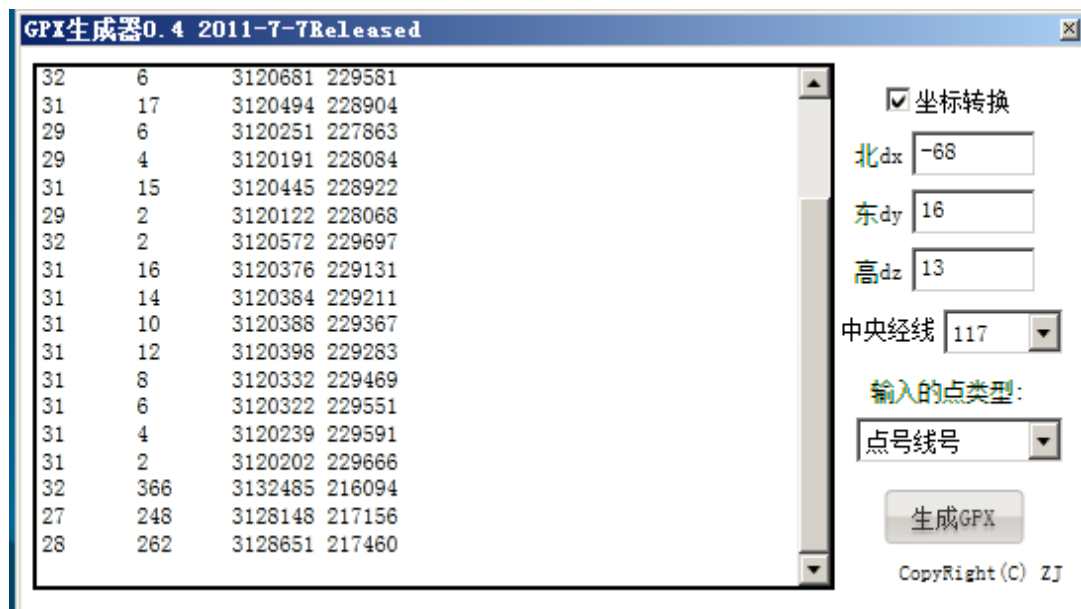 GPX生成器0.4 2011-7-7Released
32 6 3120681 229581
31 17 3120494 228904
29 6 3120251 227863
29 4 3120191 228084
31 15 3120445 228922
29 2 3120122 228068
32 2 3120572 229697
31 16 3120376 229131
31 14 3120384 229211
31 10 3120388 229367
31 12 3120398 229283
31 8 3120332 229469
31 6 3120322 229551
31 4 3120239 229591
31 2 3120202 229666
32 366 3132485 216094
27 248 3128148 217156
28 262 3128651 217460
坐标转换
北dx -68
东dy 16
高dz 13
中央经线 117
输入的点类型:
点号线号
生成GPX
CopyRight(C) ZJ